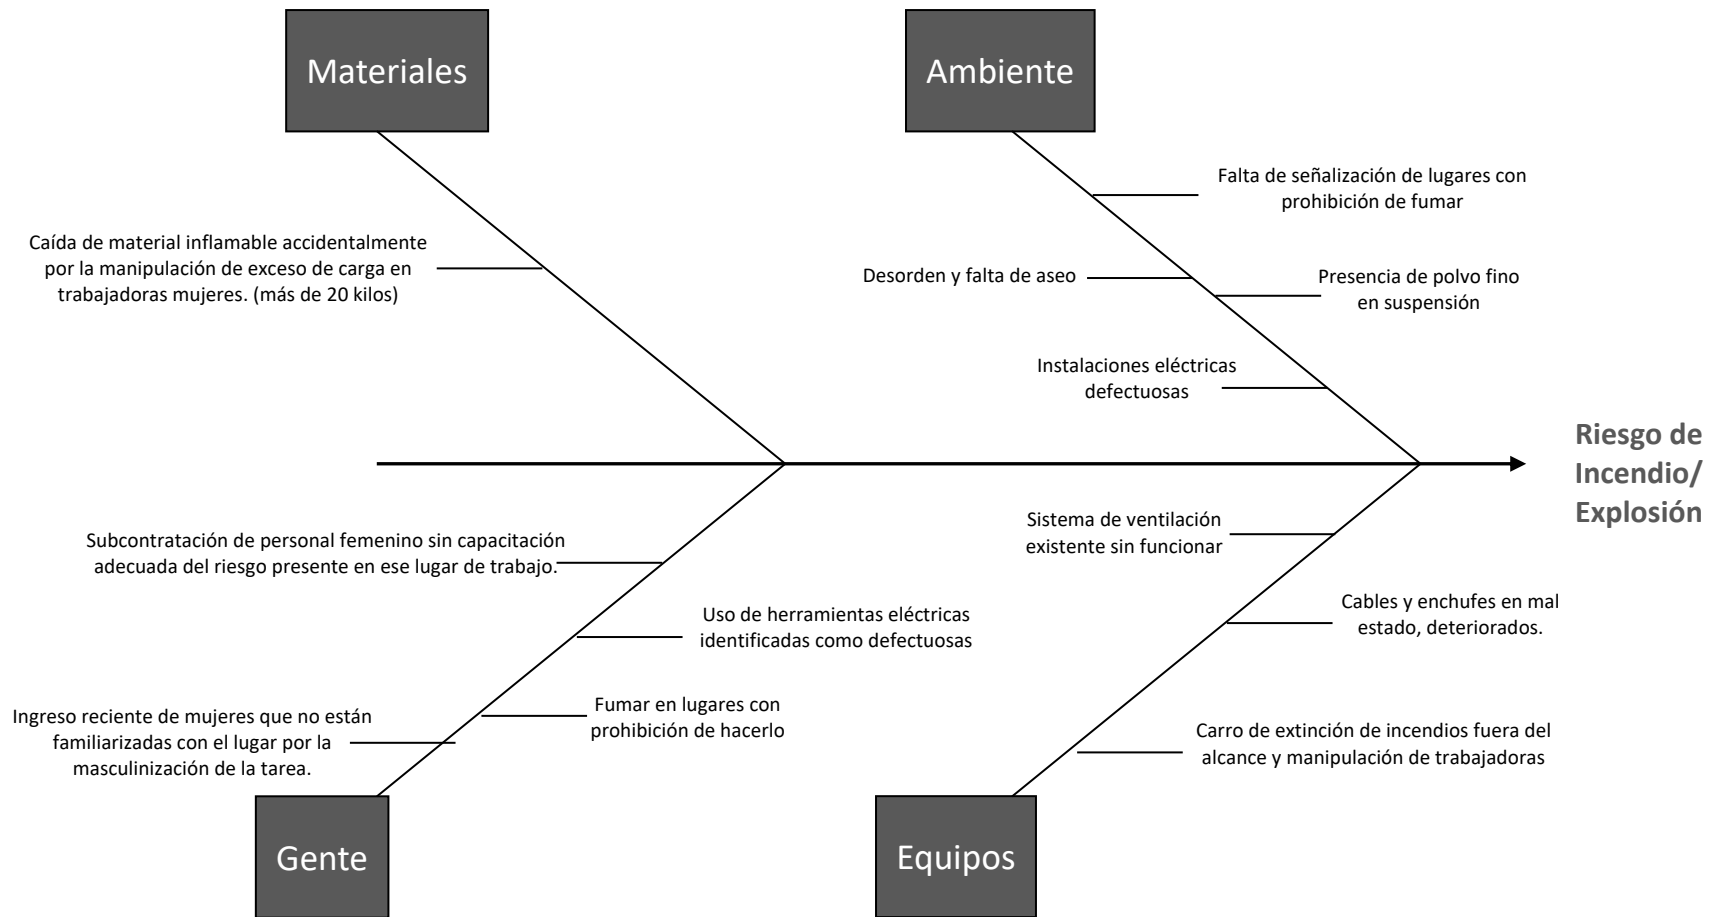 Materiales
Ambiente
Falta de señalización de lugares con
prohibición de fumar
Caída de material inflamable accidentalmente
por la manipulación de exceso de carga en
trabajadoras mujeres. (más de 20 kilos)
Desorden y falta de aseo
Presencia de polvo fino
en suspensión
Instalaciones eléctricas
defectuosas
Riesgo de
Incendio/
Explosión
Subcontratación de personal femenino sin capacitación
adecuada del riesgo presente en ese lugar de trabajo.
Sistema de ventilación
existente sin funcionar
Uso de herramientas eléctricas
identificadas como defectuosas
Cables y enchufes en mal
estado, deteriorados.
Ingreso reciente de mujeres que no están
familiarizadas con el lugar por la
masculinización de la tarea.
Fumar en lugares con
prohibición de hacerlo
Carro de extinción de incendios fuera del
alcance y manipulación de trabajadoras
Gente
Equipos